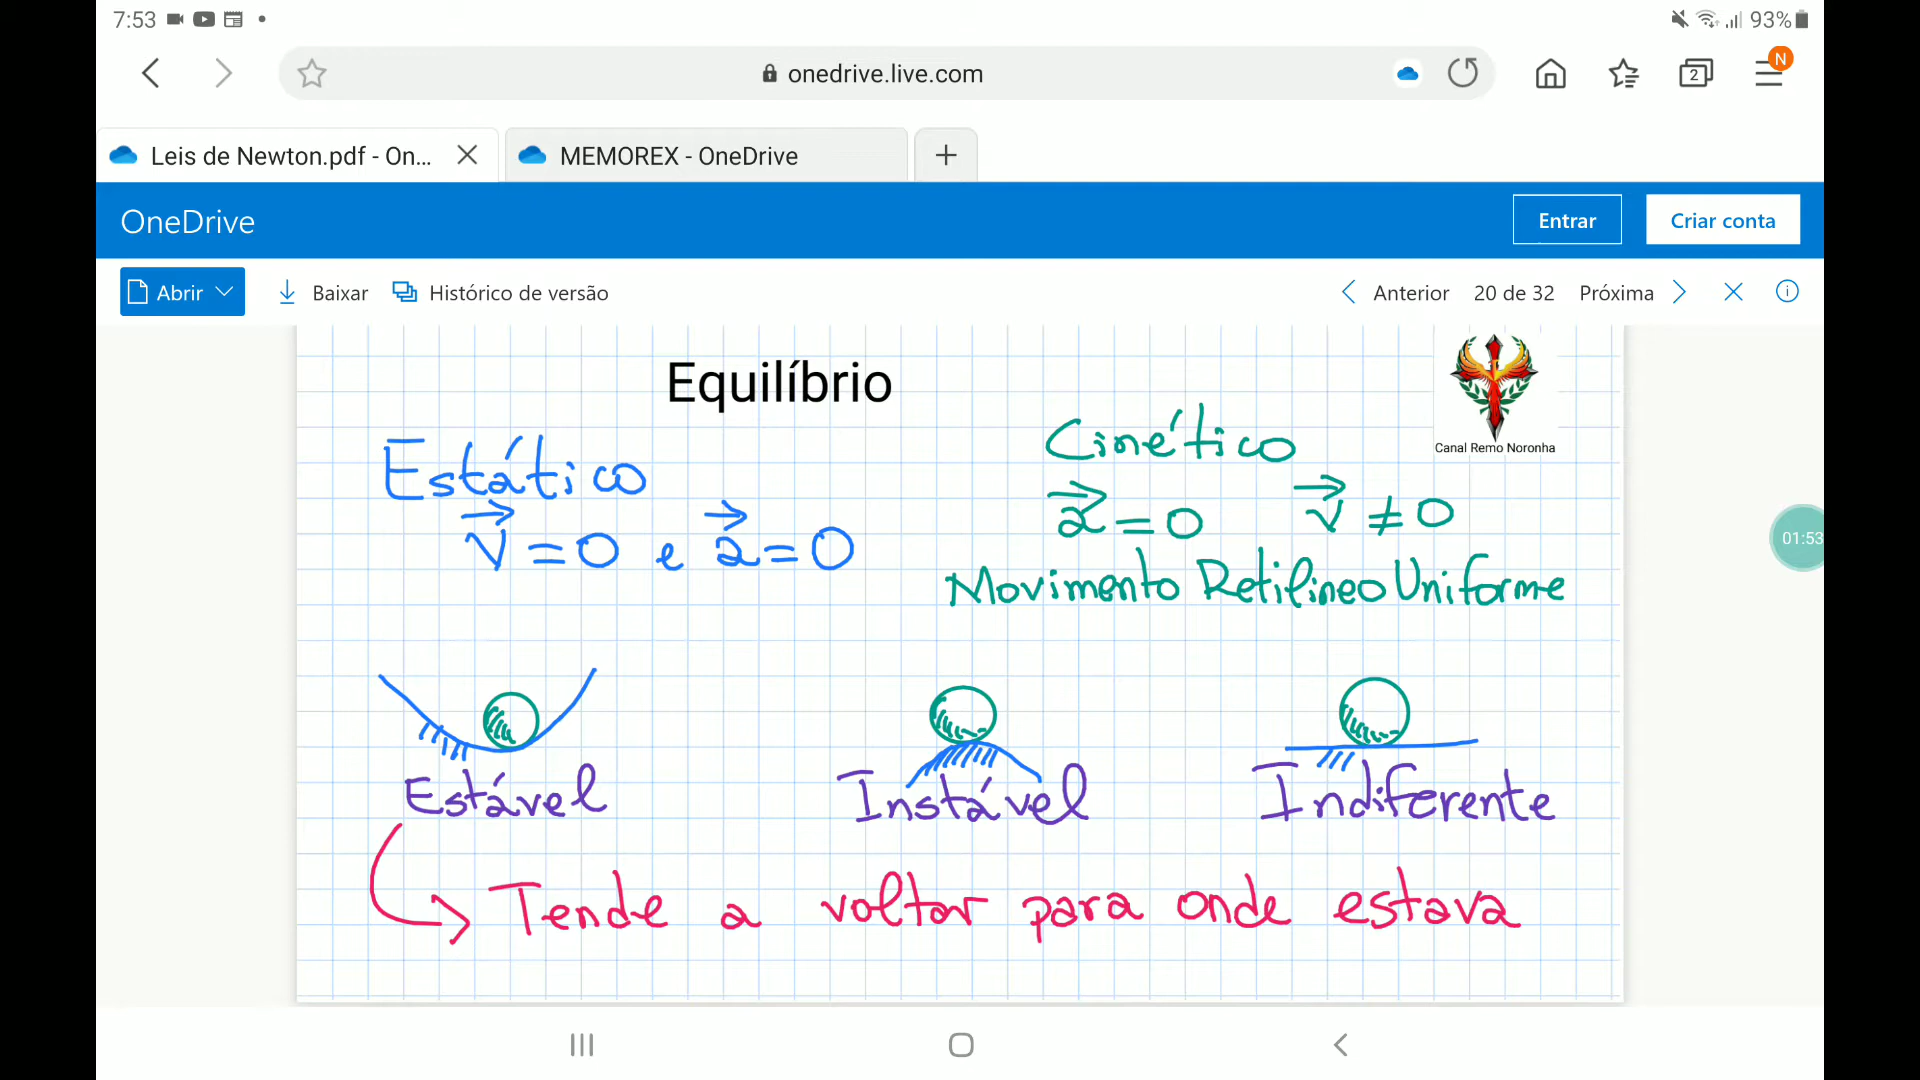 7:53
93%
onedrive.live.com
2
N
Leis de Newton.pdf - On...
MEMOREX - OneDrive
OneDrive
Entrar
Criar conta
Abrir
Baixar
Histórico de versão
Anterior
20 de 32
Próxima
Equilíbrio
Canal Remo Noronha
Estático
Cinético
v = 0 e a = 0
a = 0 v ≠ 0
Movimento Retilineo Uniforme
01:53
Estável
Instável
Indiferente
Tende a voltar para onde estava